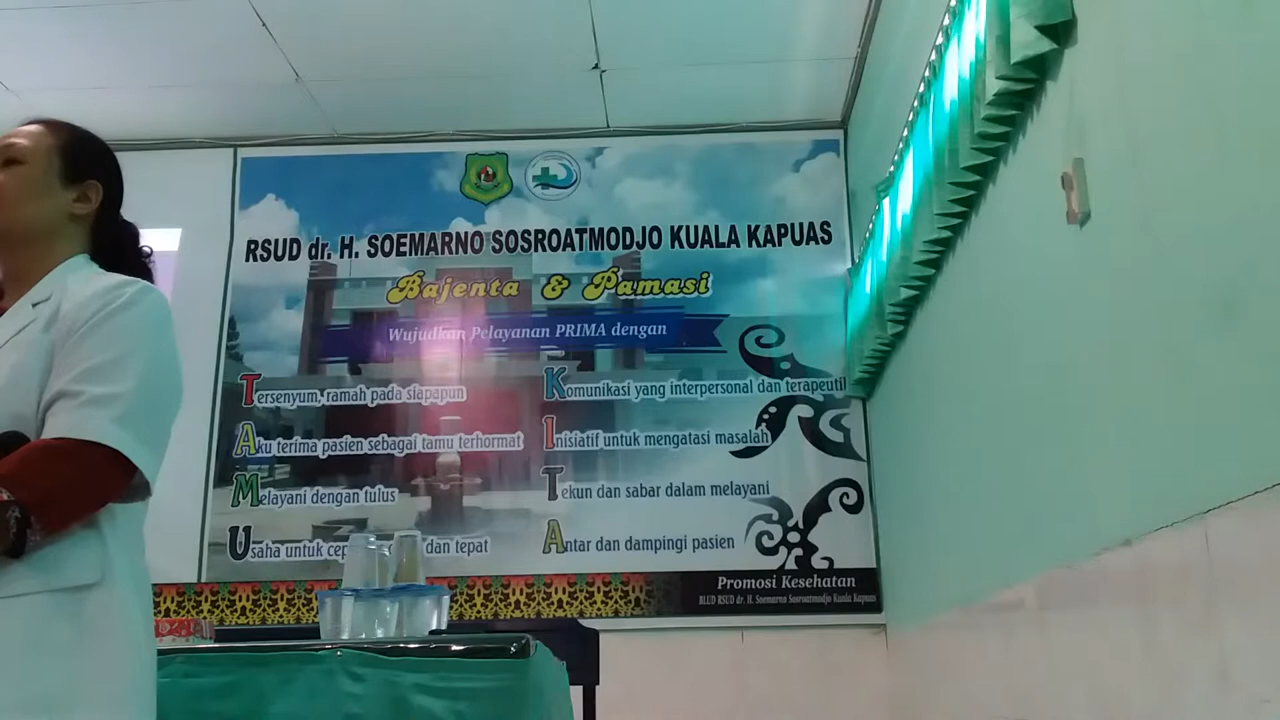 RSUD dr. H. SOEMARNO SOSROATMODJO KUALA KAPUAS
Bajenta & Pamasi
Wujudkan Pelayanan PRIMA dengan
Tersenyum, ramah pada siapapun
Aku terima pasien sebagai tamu terhormat
Melayani dengan tulus
Usaha untuk cep dan tepat
Komunikasi yang interpersonal dan terapeuti
Inisiatif untuk mengatasi masalah
Tekun dan sabar dalam melayani
Antar dan dampingi pasien
Promosi Kesehatan
BLUD RSUD dr. H. Soemarno Sosroatmodjo Kuala Kapuas